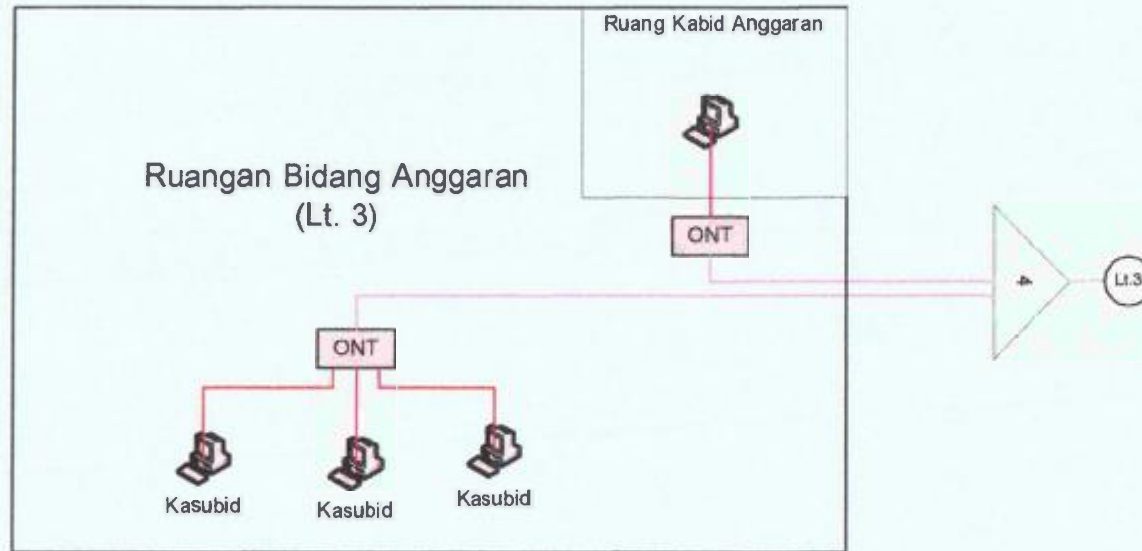 Ruang Kabid Anggaran
Ruangan Bidang Anggaran
(Lt. 3)
ONT
4
Lt.3
ONT
Kasubid
Kasubid
Kasubid